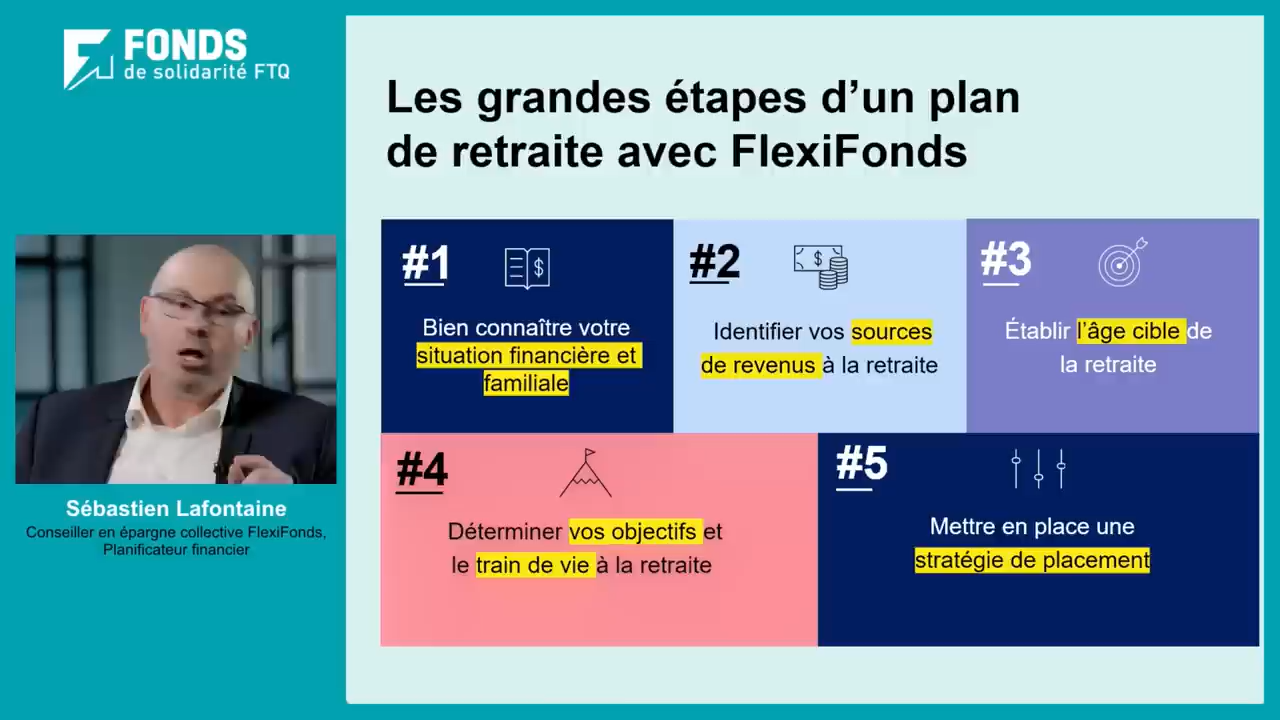 FONDS
de solidarité FTQ
Les grandes étapes d’un plan
de retraite avec FlexiFonds
#1
Bien connaître votre
situation financière et
familiale
#2
$
Identifier vos sources
de revenus à la retraite
#3
Établir l’âge cible de
la retraite
#4
Déterminer vos objectifs et
le train de vie à la retraite
#5
Mettre en place une
stratégie de placement
Sébastien Lafontaine
Conseiller en épargne collective FlexiFonds,
Planificateur financier